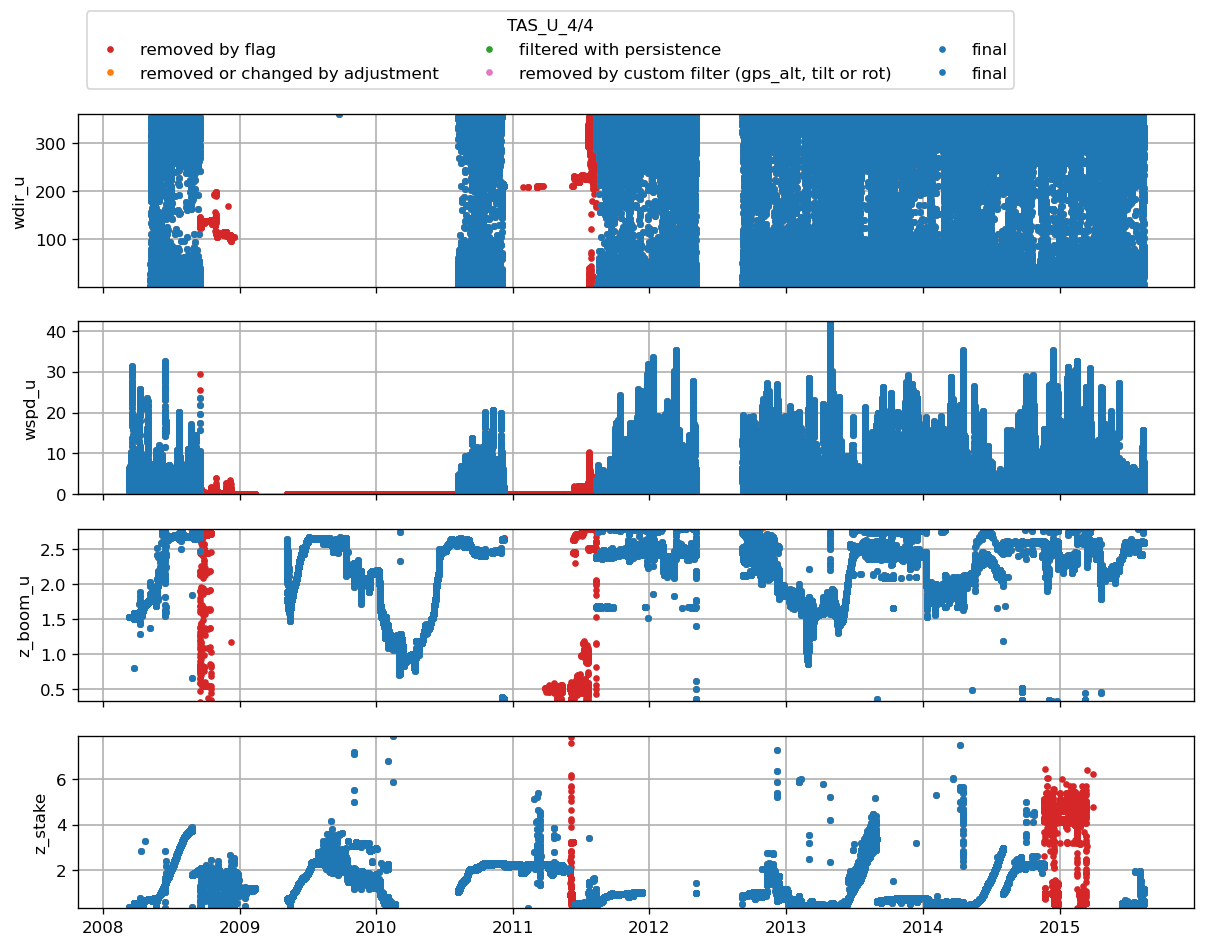 TAS_U_4/4
removed by flag
filtered with persistence
final
removed or changed by adjustment
removed by custom filter (gps_alt, tilt or rot)
final
300
200
100
wdir_u
40
30
20
10
0
wspd_u
2.5
2.0
1.5
1.0
0.5
z_boom_u
6
4
2
z_stake
2008 2009 2010 2011 2012 2013 2014 2015